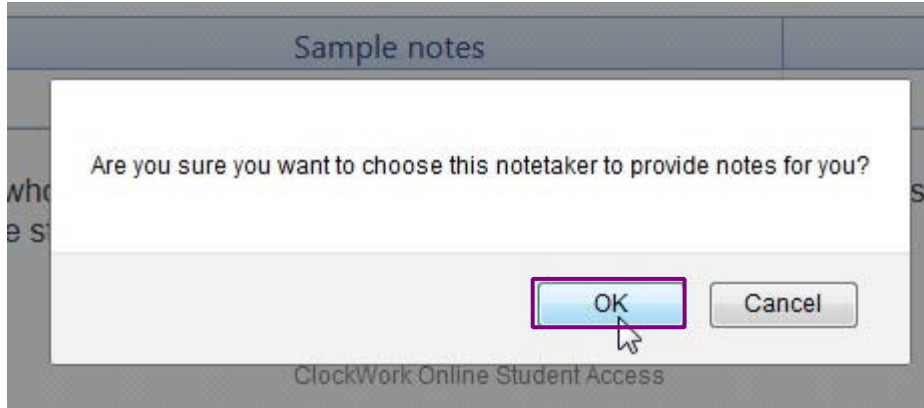 Sample notes
Are you sure you want to choose this notetaker to provide notes for you?
OK Cancel
ClockWork Online Student Access